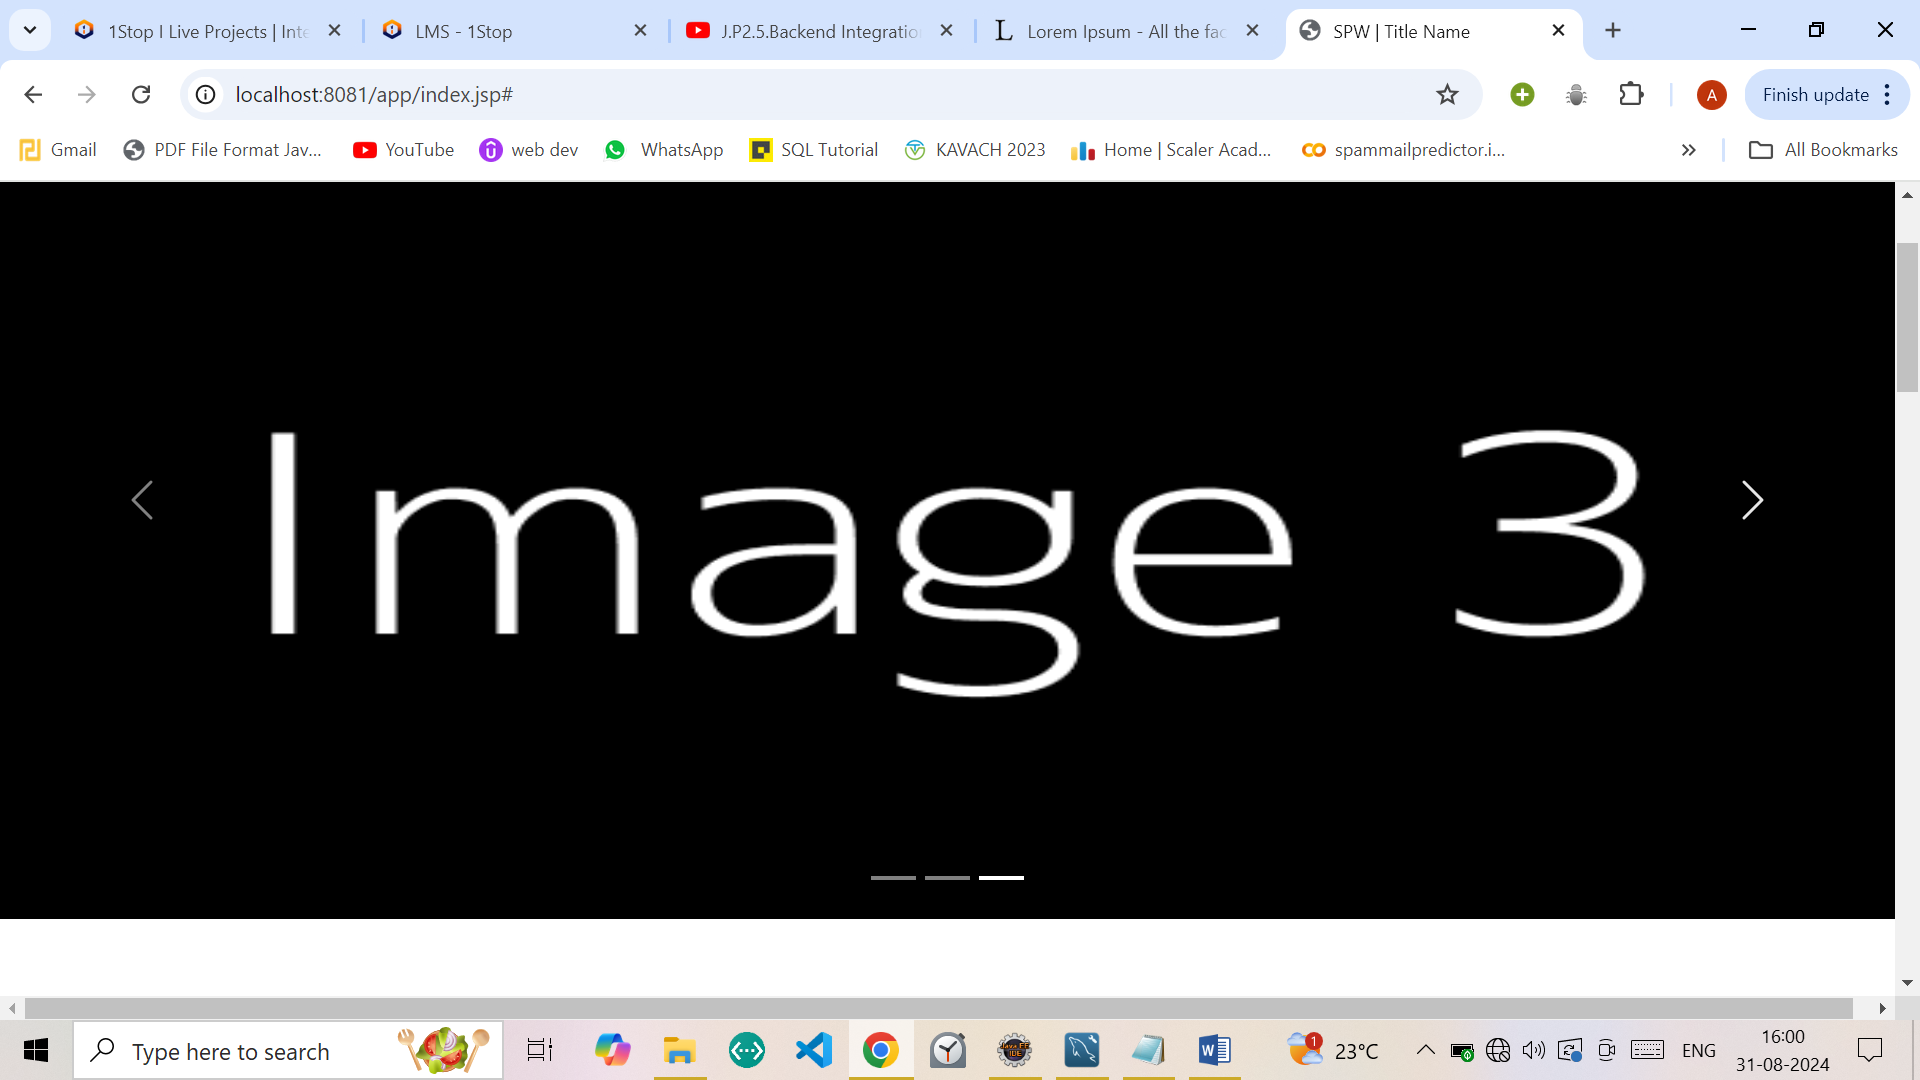 1Stop I Live Projects | Inte
LMS - 1Stop
J.P2.5.Backend Integratio
Lorem Ipsum - All the fac
SPW | Title Name
localhost:8081/app/index.jsp#
A
Finish update
Gmail
PDF File Format Jav...
YouTube
web dev
WhatsApp
SQL Tutorial
KAVACH 2023
Home | Scaler Acad...
spammailpredictor.i...
All Bookmarks
Image 3
Type here to search
1
23°C
ENG
16:00
31-08-2024